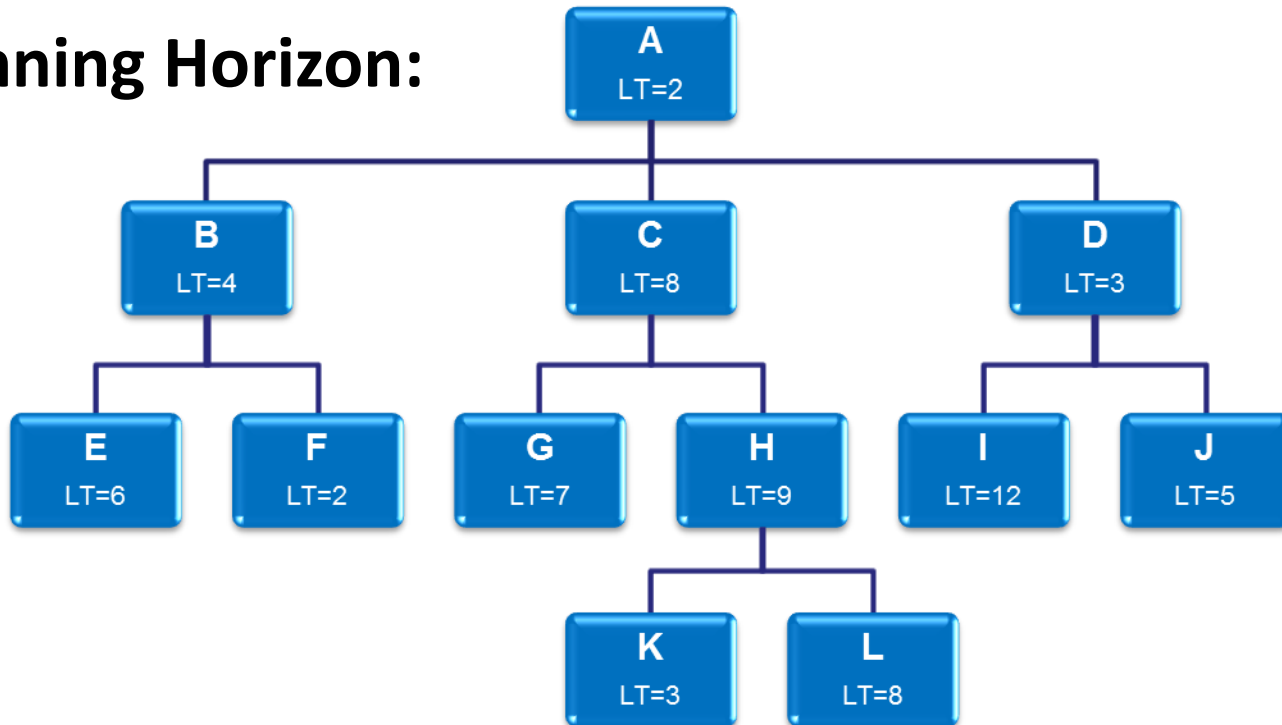 nning Horizon:
A
LT=2
B
LT=4
C
LT=8
D
LT=3
E
LT=6
F
LT=2
G
LT=7
H
LT=9
I
LT=12
J
LT=5
K
LT=3
L
LT=8